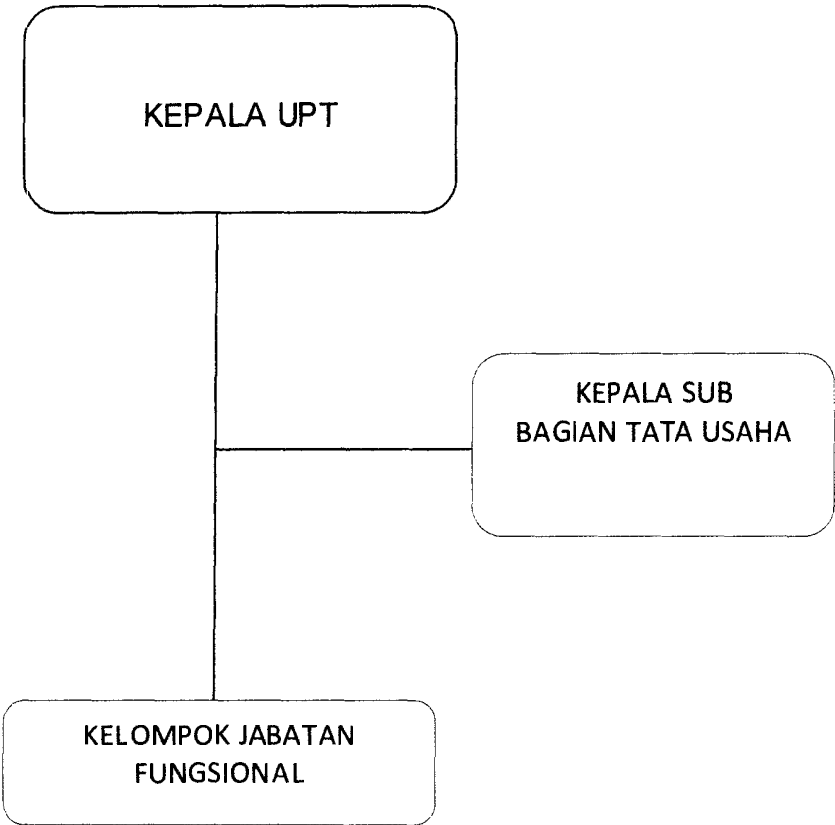 KEPALA UPT
KEPALA SUB
BAGIAN TATA USAHA
KELOMPOK JABATAN
FUNGSIONAL